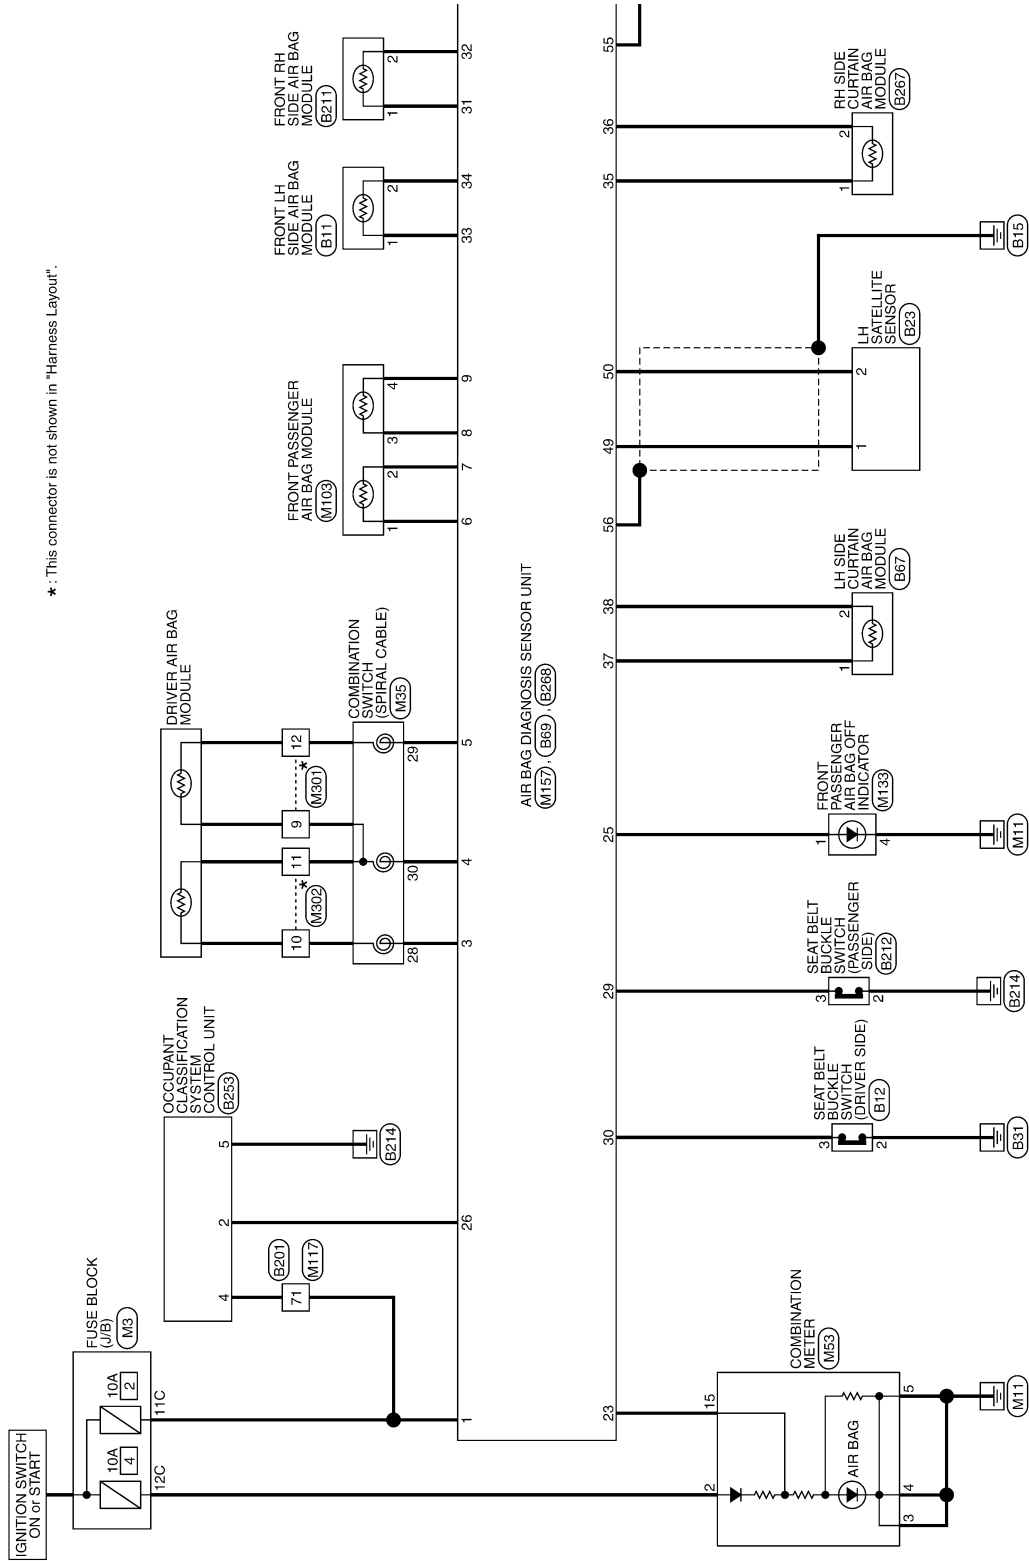 * : This connector is not shown in "Harness Layout".
IGNITION SWITCH
ON or START
FUSE BLOCK
(J/B)
M3
10A
4
10A
2
12C
11C
OCCUPANT
CLASSIFICATION
SYSTEM
CONTROL UNIT
B253
4
2
5
71
B201
M117
B214
DRIVER AIR BAG
MODULE
10
11
9
12
*
M302
*
M301
COMBINATION
SWITCH
(SPIRAL CABLE)
M35
28
30
29
FRONT PASSENGER
AIR BAG MODULE
M103
1
2
3
4
FRONT LH
SIDE AIR BAG
MODULE
B11
1
2
FRONT RH
SIDE AIR BAG
MODULE
B211
1
2
1
26
3
4
5
6
7
8
9
33
34
31
32
AIR BAG DIAGNOSIS SENSOR UNIT
M157 , B69 , B268
23
30
29
25
37
38
56
49
50
35
36
55
COMBINATION
METER
M53
2
15
AIR BAG
3
4
5
M11
SEAT BELT
BUCKLE
SWITCH
(DRIVER SIDE)
B12
3
2
B31
SEAT BELT
BUCKLE
SWITCH
(PASSENGER
SIDE)
B212
3
2
B214
FRONT
PASSENGER
AIR BAG OFF
INDICATOR
M133
1
4
M11
LH SIDE
CURTAIN
AIR BAG
MODULE
B67
1
2
LH
SATELLITE
SENSOR
B23
1
2
B15
RH SIDE
CURTAIN
AIR BAG
MODULE
B267
1
2